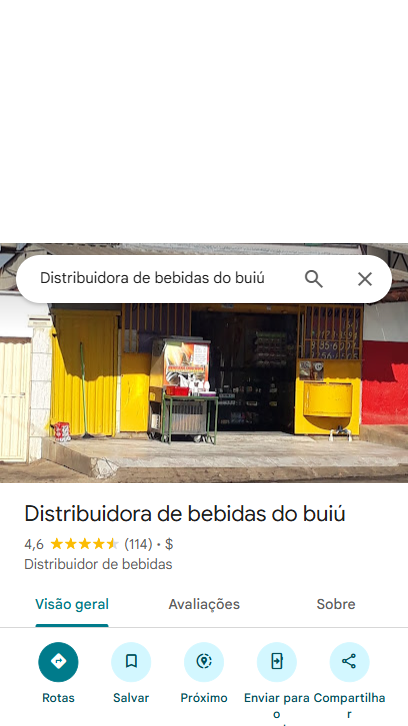 Distribuidora de bebidas do buiú
Distribuidora de bebidas do buiú
4,6 (114) · $
Distribuidor de bebidas
Visão geral Avaliações Sobre
Rotas Salvar Próximo Enviar para o Compartilhar